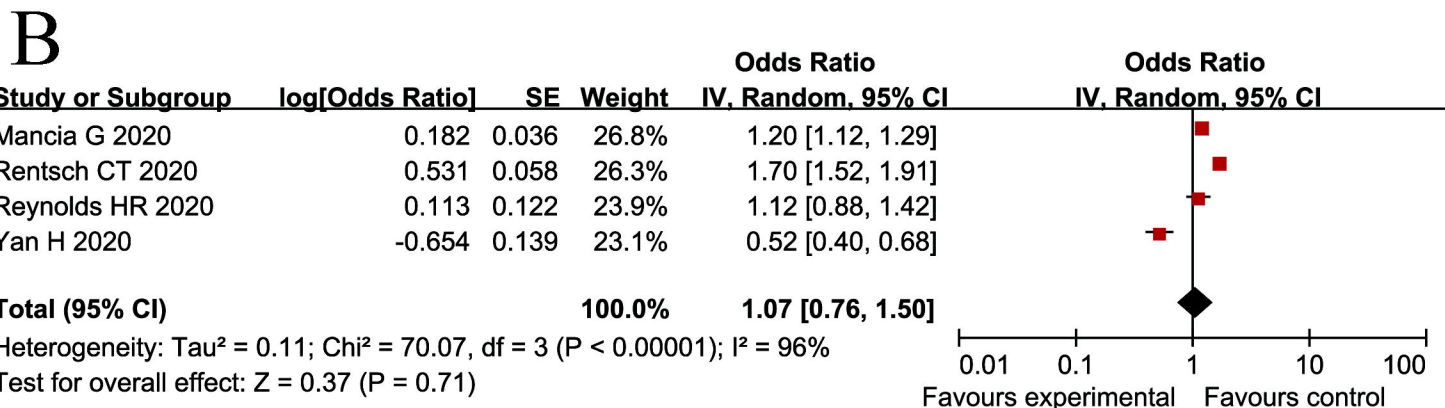 B
Odds Ratio Odds Ratio
Study or Subgroup log[Odds Ratio] SE Weight IV, Random, 95% CI IV, Random, 95% CI
Mancia G 2020 0.182 0.036 26.8% 1.20 [1.12, 1.29]
Rentsch CT 2020 0.531 0.058 26.3% 1.70 [1.52, 1.91]
Reynolds HR 2020 0.113 0.122 23.9% 1.12 [0.88, 1.42]
Yan H 2020 -0.654 0.139 23.1% 0.52 [0.40, 0.68]
Total (95% CI) 100.0% 1.07 [0.76, 1.50]
Heterogeneity: Tau² = 0.11; Chi² = 70.07, df = 3 (P < 0.00001); I² = 96%
Test for overall effect: Z = 0.37 (P = 0.71)
0.01 0.1 1 10 100
Favours experimental Favours control